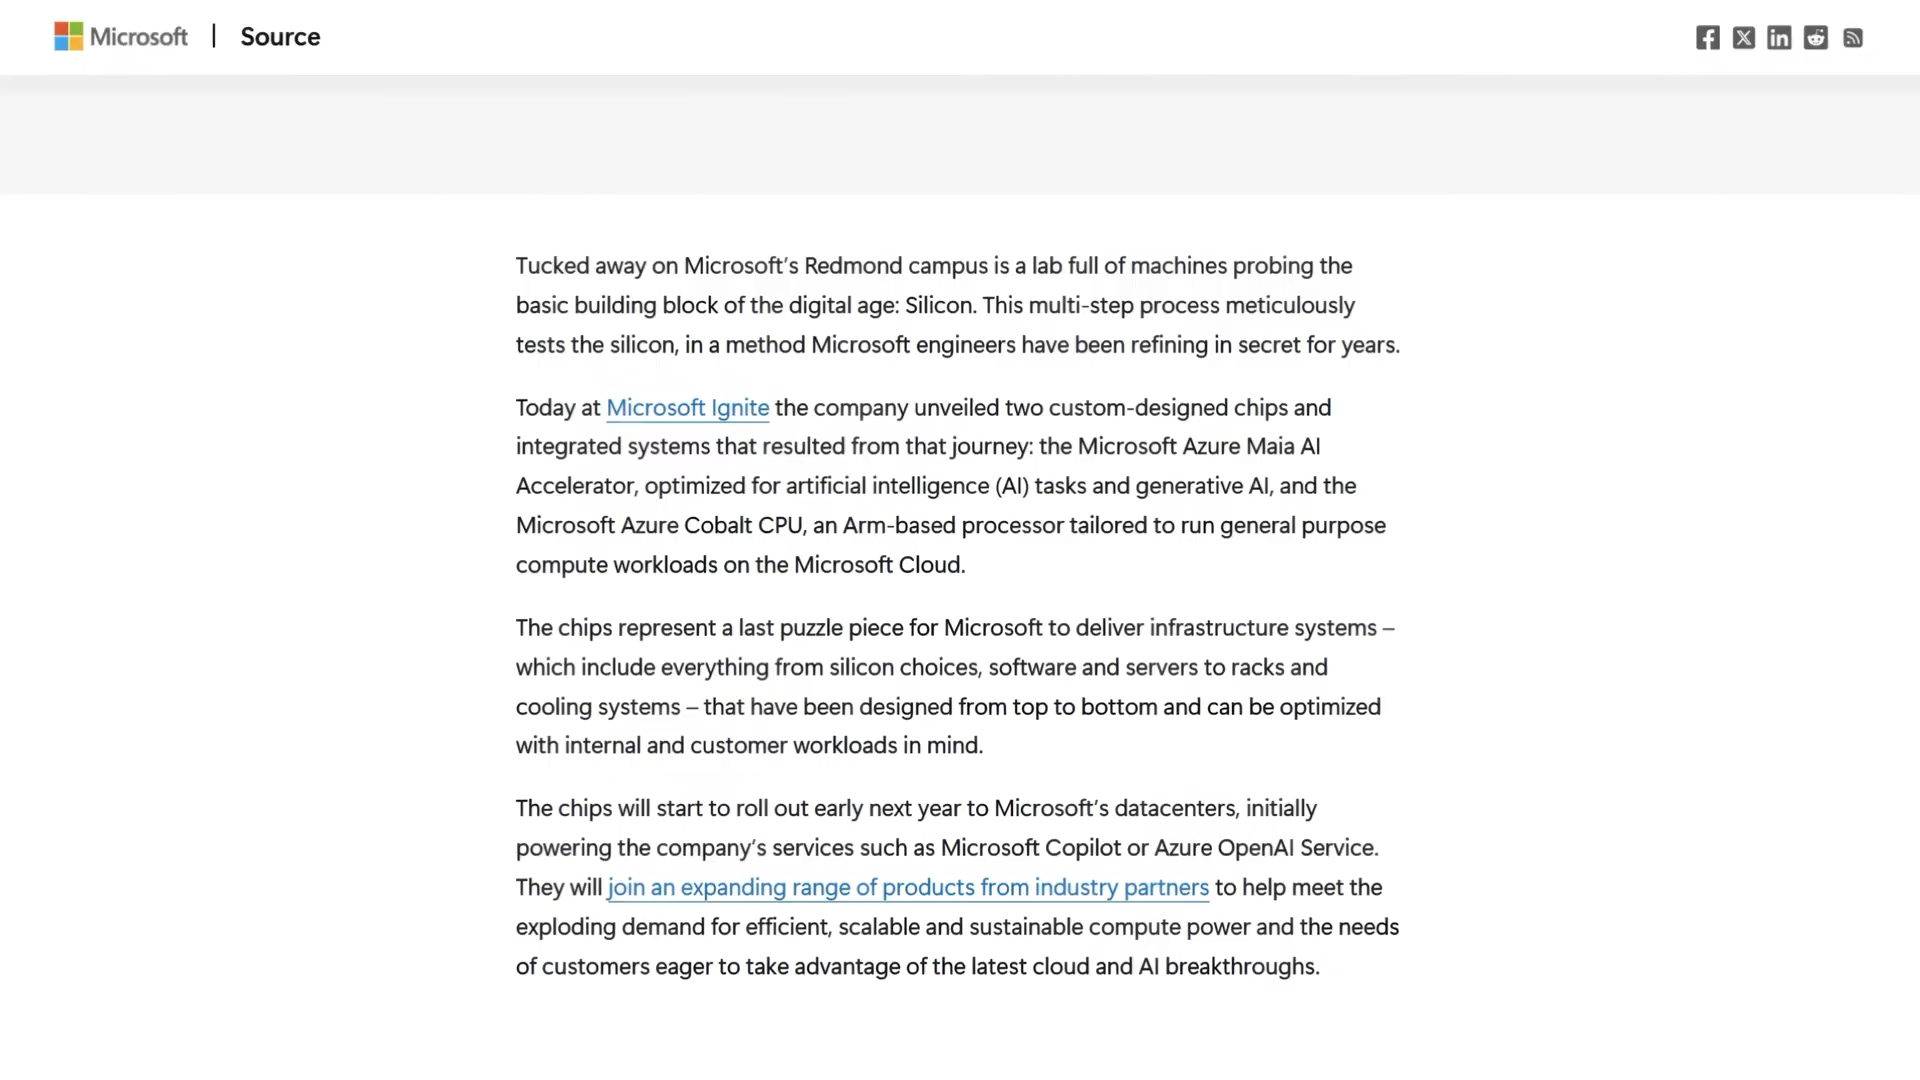 Microsoft | Source
Tucked away on Microsoft’s Redmond campus is a lab full of machines probing the
basic building block of the digital age: Silicon. This multi-step process meticulously
tests the silicon, in a method Microsoft engineers have been refining in secret for years.
Today at Microsoft Ignite the company unveiled two custom-designed chips and
integrated systems that resulted from that journey: the Microsoft Azure Maia AI
Accelerator, optimized for artificial intelligence (AI) tasks and generative AI, and the
Microsoft Azure Cobalt CPU, an Arm-based processor tailored to run general purpose
compute workloads on the Microsoft Cloud.
The chips represent a last puzzle piece for Microsoft to deliver infrastructure systems –
which include everything from silicon choices, software and servers to racks and
cooling systems – that have been designed from top to bottom and can be optimized
with internal and customer workloads in mind.
The chips will start to roll out early next year to Microsoft’s datacenters, initially
powering the company’s services such as Microsoft Copilot or Azure OpenAI Service.
They will join an expanding range of products from industry partners to help meet the
exploding demand for efficient, scalable and sustainable compute power and the needs
of customers eager to take advantage of the latest cloud and AI breakthroughs.